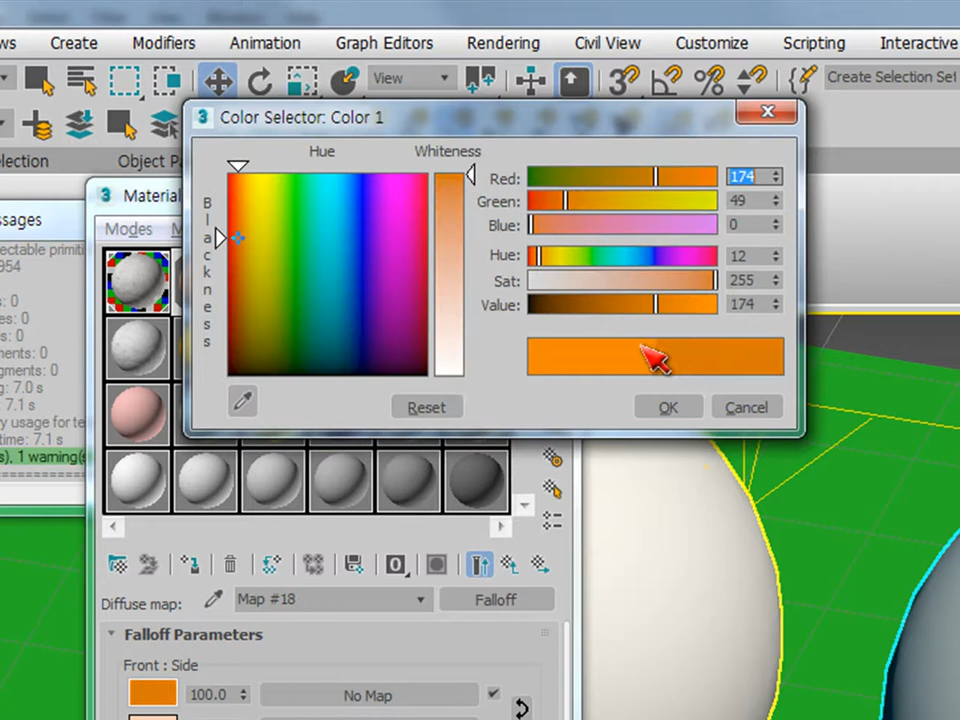 ws Create Modifiers Animation Graph Editors Rendering Civil View Customize Scripting Interactive
View
Create Selection Set
election Object Pa
3 Color Selector: Color 1
Hue Whiteness
Blackness
Red: 174
Green: 49
Blue: 0
Hue: 12
Sat: 255
Value: 174
Reset OK Cancel
Material
Modes M
ssages
ectable primiti
954
s: 0
s: 0
s: 0
ments: 0
gments: 0
g: 7.0 s
: 7.1 s
y usage for te
time: 7.1 s
s), 1 warning(s
Diffuse map: Map #18 Falloff
Falloff Parameters
Front : Side
100.0 No Map